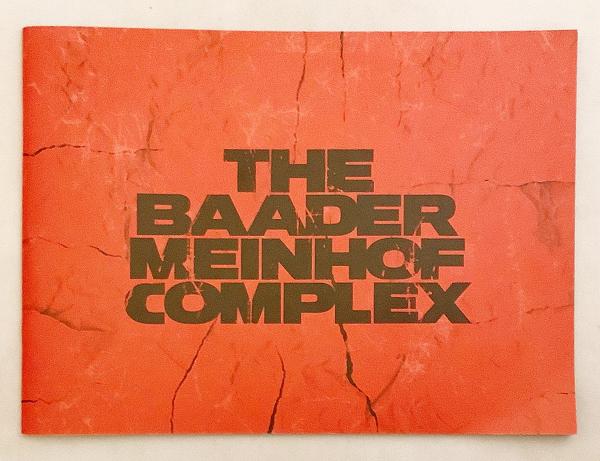 THE
BAADER
MEINHOF
COMPLEX